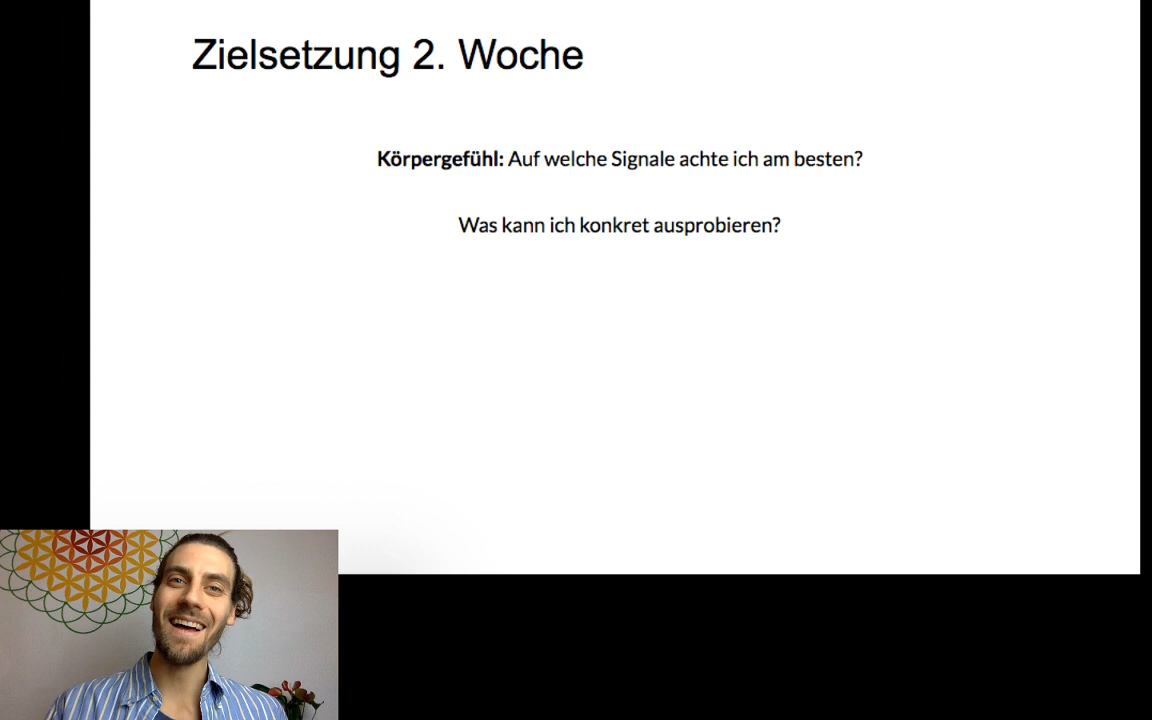 Zielsetzung 2. Woche
Körpergefühl: Auf welche Signale achte ich am besten?
Was kann ich konkret ausprobieren?